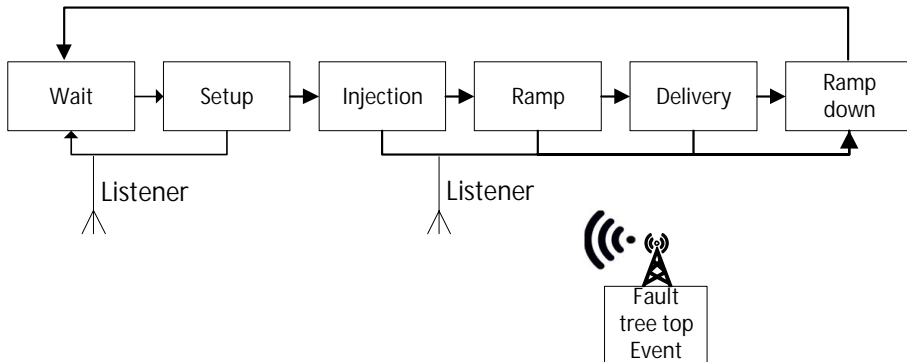 Wait
Setup
Injection
Ramp
Delivery
Ramp
down
Listener
Listener
Fault
tree top
Event